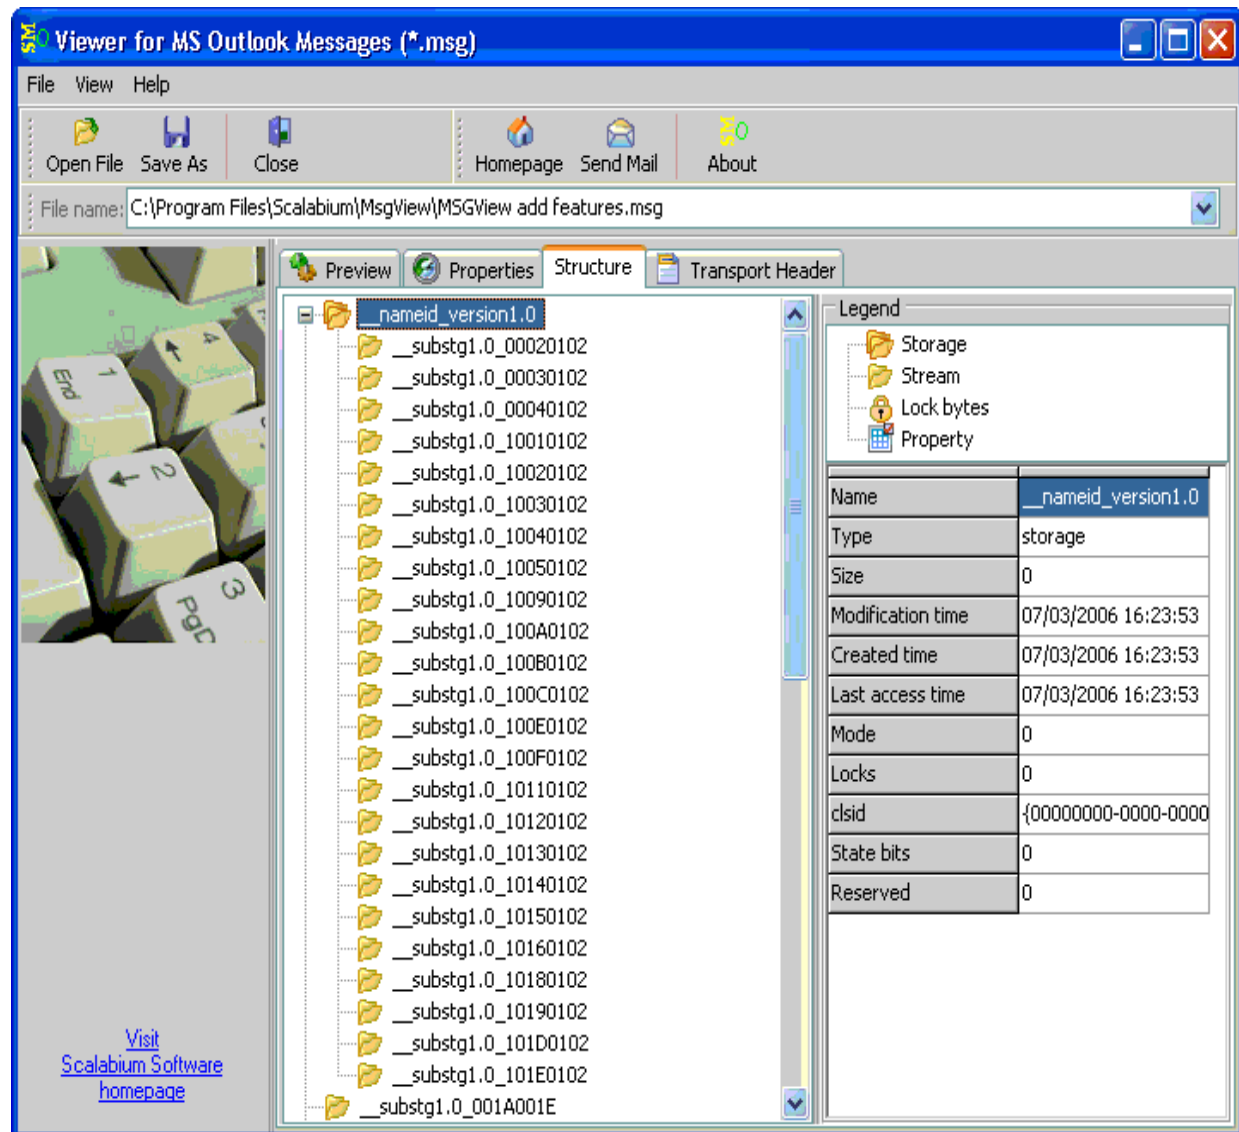 Viewer for MS Outlook Messages (*.msg)
File View Help
Open File Save As Close Homepage Send Mail About
File name: C:\Program Files\Scalabium\MsgView\MSGView add features.msg
Preview Properties Structure Transport Header
__nameid_version1.0
__substg1.0_00020102
__substg1.0_00030102
__substg1.0_00040102
__substg1.0_10010102
__substg1.0_10020102
__substg1.0_10030102
__substg1.0_10040102
__substg1.0_10050102
__substg1.0_10090102
__substg1.0_100A0102
__substg1.0_100B0102
__substg1.0_100C0102
__substg1.0_100E0102
__substg1.0_100F0102
__substg1.0_10110102
__substg1.0_10120102
__substg1.0_10130102
__substg1.0_10140102
__substg1.0_10150102
__substg1.0_10160102
__substg1.0_10180102
__substg1.0_10190102
__substg1.0_101D0102
__substg1.0_101E0102
__substg1.0_001A001E
Legend
Storage
Stream
Lock bytes
Property
Name __nameid_version1.0
Type storage
Size 0
Modification time 07/03/2006 16:23:53
Created time 07/03/2006 16:23:53
Last access time 07/03/2006 16:23:53
Mode 0
Locks 0
clsid {00000000-0000-0000
State bits 0
Reserved 0
4
1
End
2
3
PgD
Visit
Scalabium Software
homepage
SMO
SMO